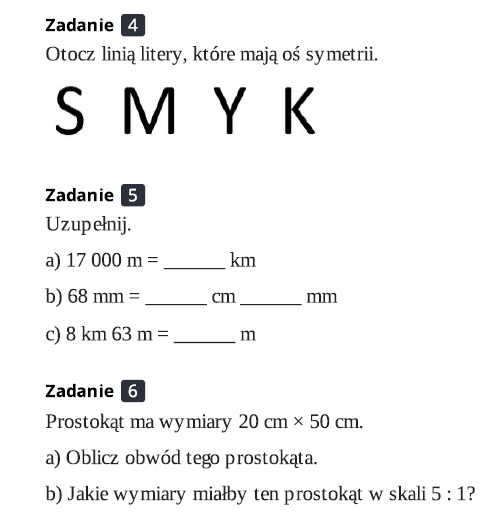 Zadanie 4
Otocz linią litery, które mają oś symetrii.
S M Y K
Zadanie 5
Uzupełnij.
a) 17 000 m = ______ km
b) 68 mm = ______ cm ______ mm
c) 8 km 63 m = ______ m
Zadanie 6
Prostokąt ma wymiary 20 cm × 50 cm.
a) Oblicz obwód tego prostokąta.
b) Jakie wymiary miałby ten prostokąt w skali 5 : 1?